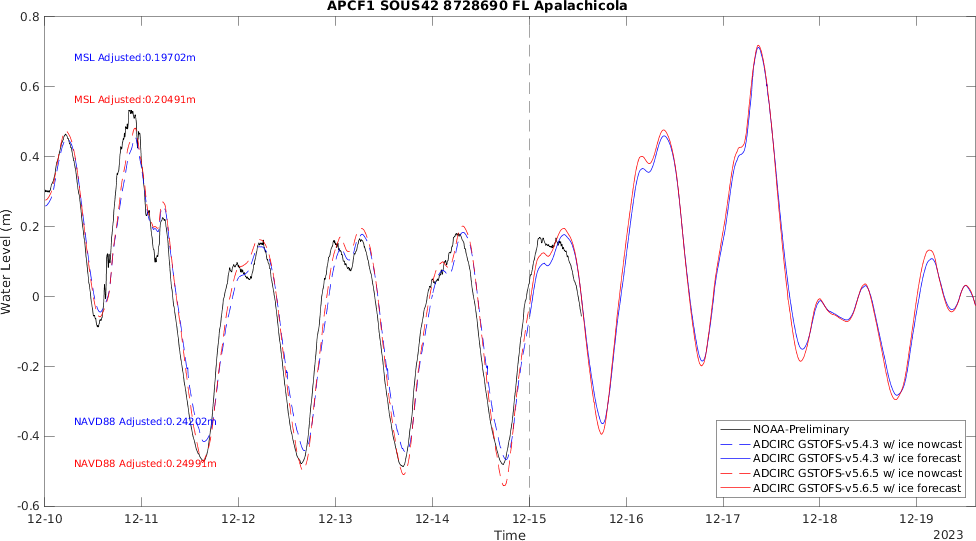 APCF1 SOUS42 8728690 FL Apalachicola
0.8
0.6
0.4
0.2
0
-0.2
-0.4
-0.6
Water Level (m)
MSL Adjusted:0.19702m
MSL Adjusted:0.20491m
NAVD88 Adjusted:0.24202m
NAVD88 Adjusted:0.24991m
NOAA-Preliminary
ADCIRC GSTOFS-v5.4.3 w/ ice nowcast
ADCIRC GSTOFS-v5.4.3 w/ ice forecast
ADCIRC GSTOFS-v5.6.5 w/ ice nowcast
ADCIRC GSTOFS-v5.6.5 w/ ice forecast
12-10 12-11 12-12 12-13 12-14 12-15 12-16 12-17 12-18 12-19
Time
2023